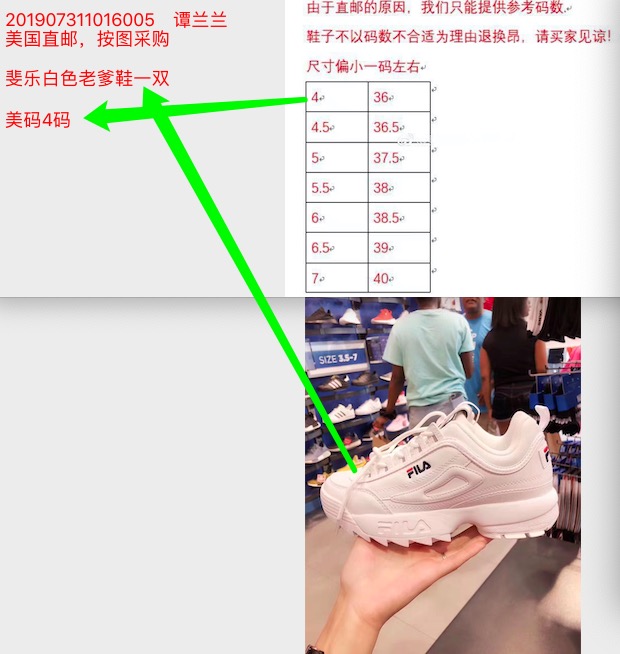 201907311016005 谭兰兰
美国直邮，按图采购
斐乐白色老爹鞋一双
美码4码
由于直邮的原因，我们只能提供参考码数.
鞋子不以码数不合适为理由退换昂，请买家见谅!
尺寸偏小一码左右
4 36
4.5 36.5
5 37.5
5.5 38
6 38.5
6.5 39
7 40
SIZE 3.5-7
FILA
FILA